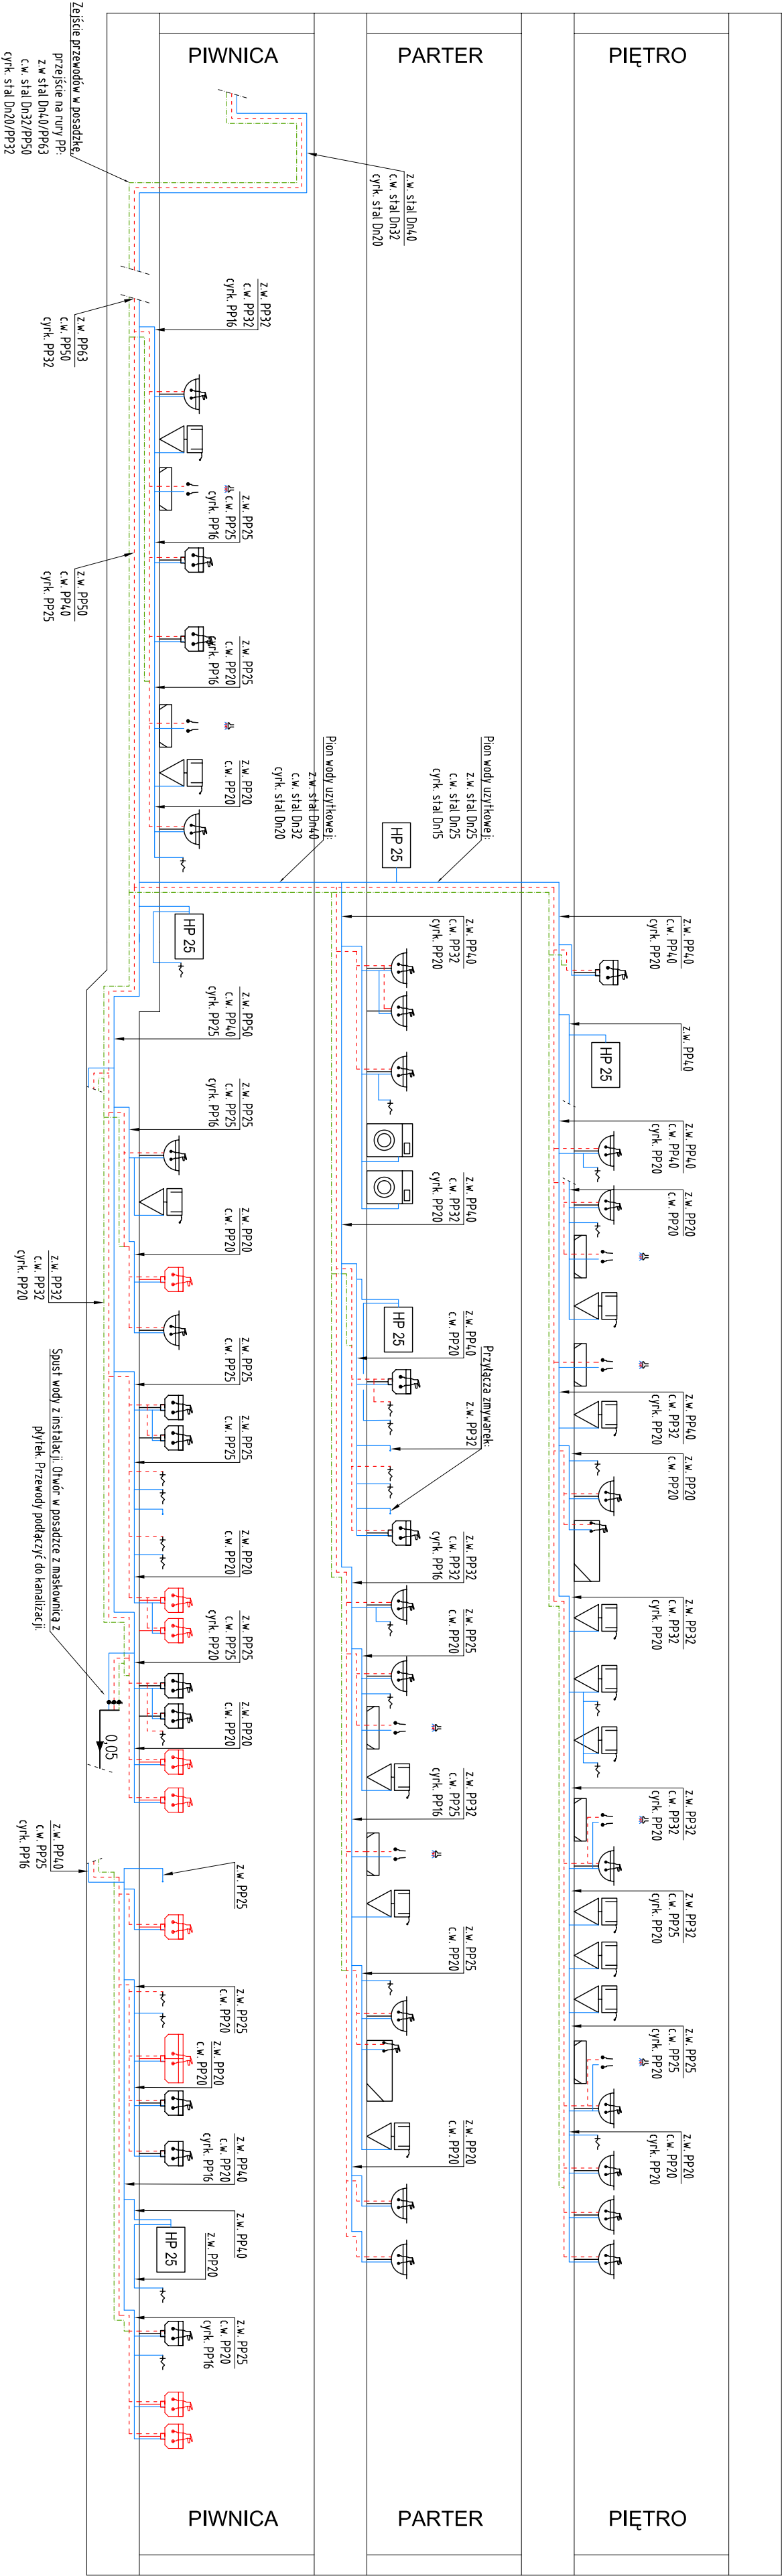 PIWNICA
PARTER
PIĘTRO
Zejście przewodów w posadzkę,
przejście na rury PP:
z.w. stal Dn40/PP63
c.w. stal Dn32/PP50
cyrk. stal Dn20/PP32
z.w. stal Dn40
c.w. stal Dn32
cyrk. stal Dn20
z.w. PP63
c.w. PP50
cyrk. PP32
z.w. PP32
c.w. PP32
cyrk. PP16
z.w. PP25
c.w. PP25
cyrk. PP16
z.w. PP50
c.w. PP40
cyrk. PP25
z.w. PP25
c.w. PP20
cyrk. PP16
z.w. PP20
c.w. PP20
Pion wody użytkowej:
z.w. stal Dn40
c.w. stal Dn32
cyrk. stal Dn20
Pion wody użytkowej:
z.w. stal Dn25
c.w. stal Dn25
cyrk. stal Dn15
HP 25
HP 25
z.w. PP50
c.w. PP40
cyrk. PP25
z.w. PP25
c.w. PP25
cyrk. PP16
z.w. PP20
c.w. PP20
z.w. PP32
c.w. PP32
cyrk. PP20
z.w. PP25
c.w. PP25
z.w. PP25
c.w. PP25
z.w. PP20
c.w. PP20
z.w. PP25
c.w. PP25
cyrk. PP20
z.w. PP20
c.w. PP20
Spust wody z instalacji. Otwór w posadzce z maskownicą z
płytek. Przewody podłączyć do kanalizacji.
0,05
z.w. PP40
c.w. PP25
cyrk. PP16
z.w. PP25
z.w. PP25
c.w. PP20
z.w. PP20
c.w. PP20
z.w. PP40
c.w. PP20
cyrk. PP16
z.w. PP40
HP 25
z.w. PP20
z.w. PP25
c.w. PP20
cyrk. PP16
z.w. PP40
c.w. PP32
cyrk. PP20
z.w. PP40
c.w. PP32
cyrk. PP20
HP 25
z.w. PP40
c.w. PP20
Przyłącza zmywarek:
z.w. PP32
z.w. PP32
c.w. PP32
cyrk. PP16
z.w. PP25
c.w. PP20
z.w. PP32
c.w. PP25
cyrk. PP16
z.w. PP25
c.w. PP20
z.w. PP20
c.w. PP20
z.w. PP40
c.w. PP40
cyrk. PP20
z.w. PP40
HP 25
z.w. PP40
c.w. PP40
cyrk. PP20
z.w. PP20
c.w. PP20
z.w. PP40
c.w. PP32
cyrk. PP20
z.w. PP20
c.w. PP20
z.w. PP32
c.w. PP32
cyrk. PP20
z.w. PP32
c.w. PP32
cyrk. PP20
z.w. PP32
c.w. PP25
cyrk. PP20
z.w. PP25
c.w. PP25
cyrk. PP20
z.w. PP20
c.w. PP20
cyrk. PP20
PIWNICA
PARTER
PIĘTRO